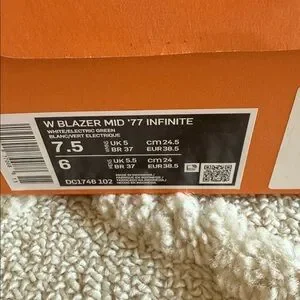 W BLAZER MID '77 INFINITE
WHITE/ELECTRIC GREEN
BLANC/VERT ELECTRIQUE
7.5 UK 5 CM 24.5
BR 37 EUR 38.5
6 UK 5.5 CM 24
BR 37 EUR 38.5
DC1746 102